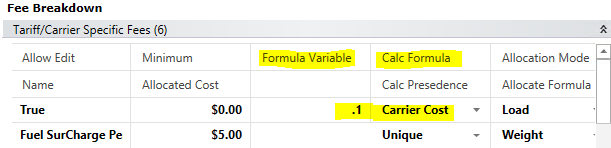 Fee Breakdown
Tariff/Carrier Specific Fees (6)
Allow Edit Minimum Formula Variable Calc Formula Allocation Mode
Name Allocated Cost Calc Presedence Allocate Formula
True $0.00 .1 Carrier Cost Load
Fuel SurCharge Pe $5.00 Unique Weight